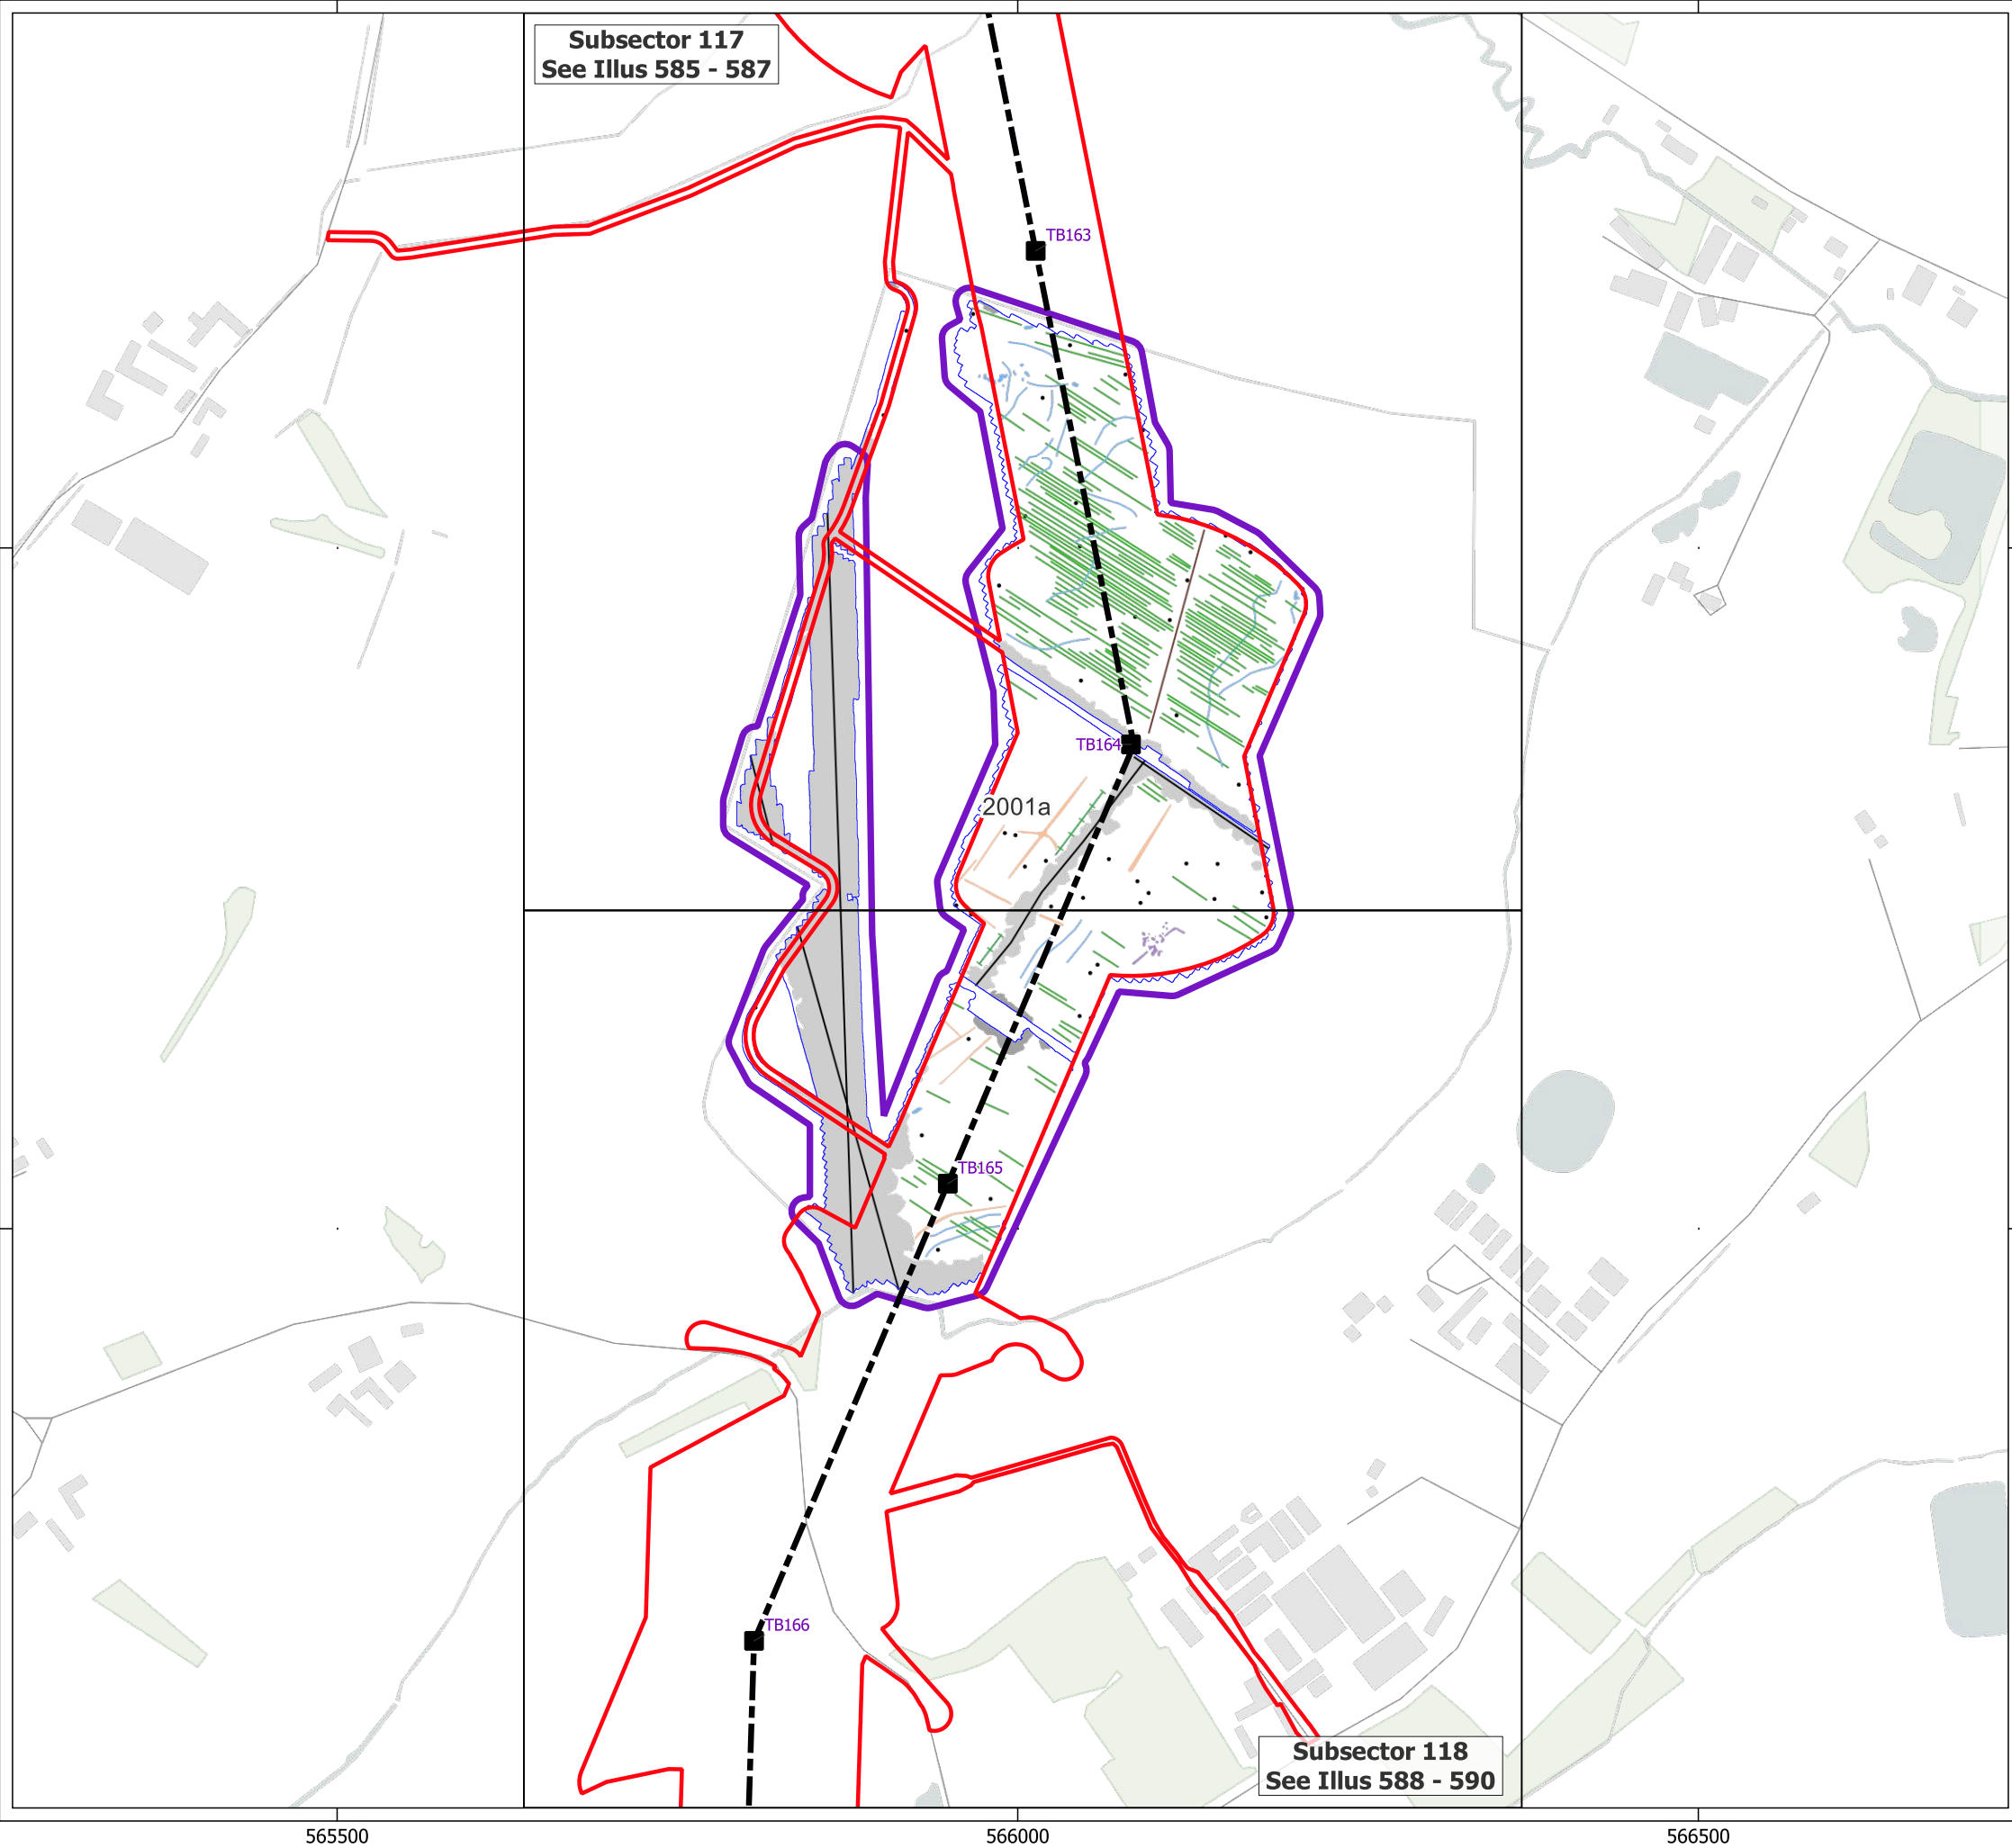 Subsector 117
See Illus 585 - 587
TB163
TB164
2001a
TB165
TB166
Subsector 118
See Illus 588 - 590
565500
566000
566500